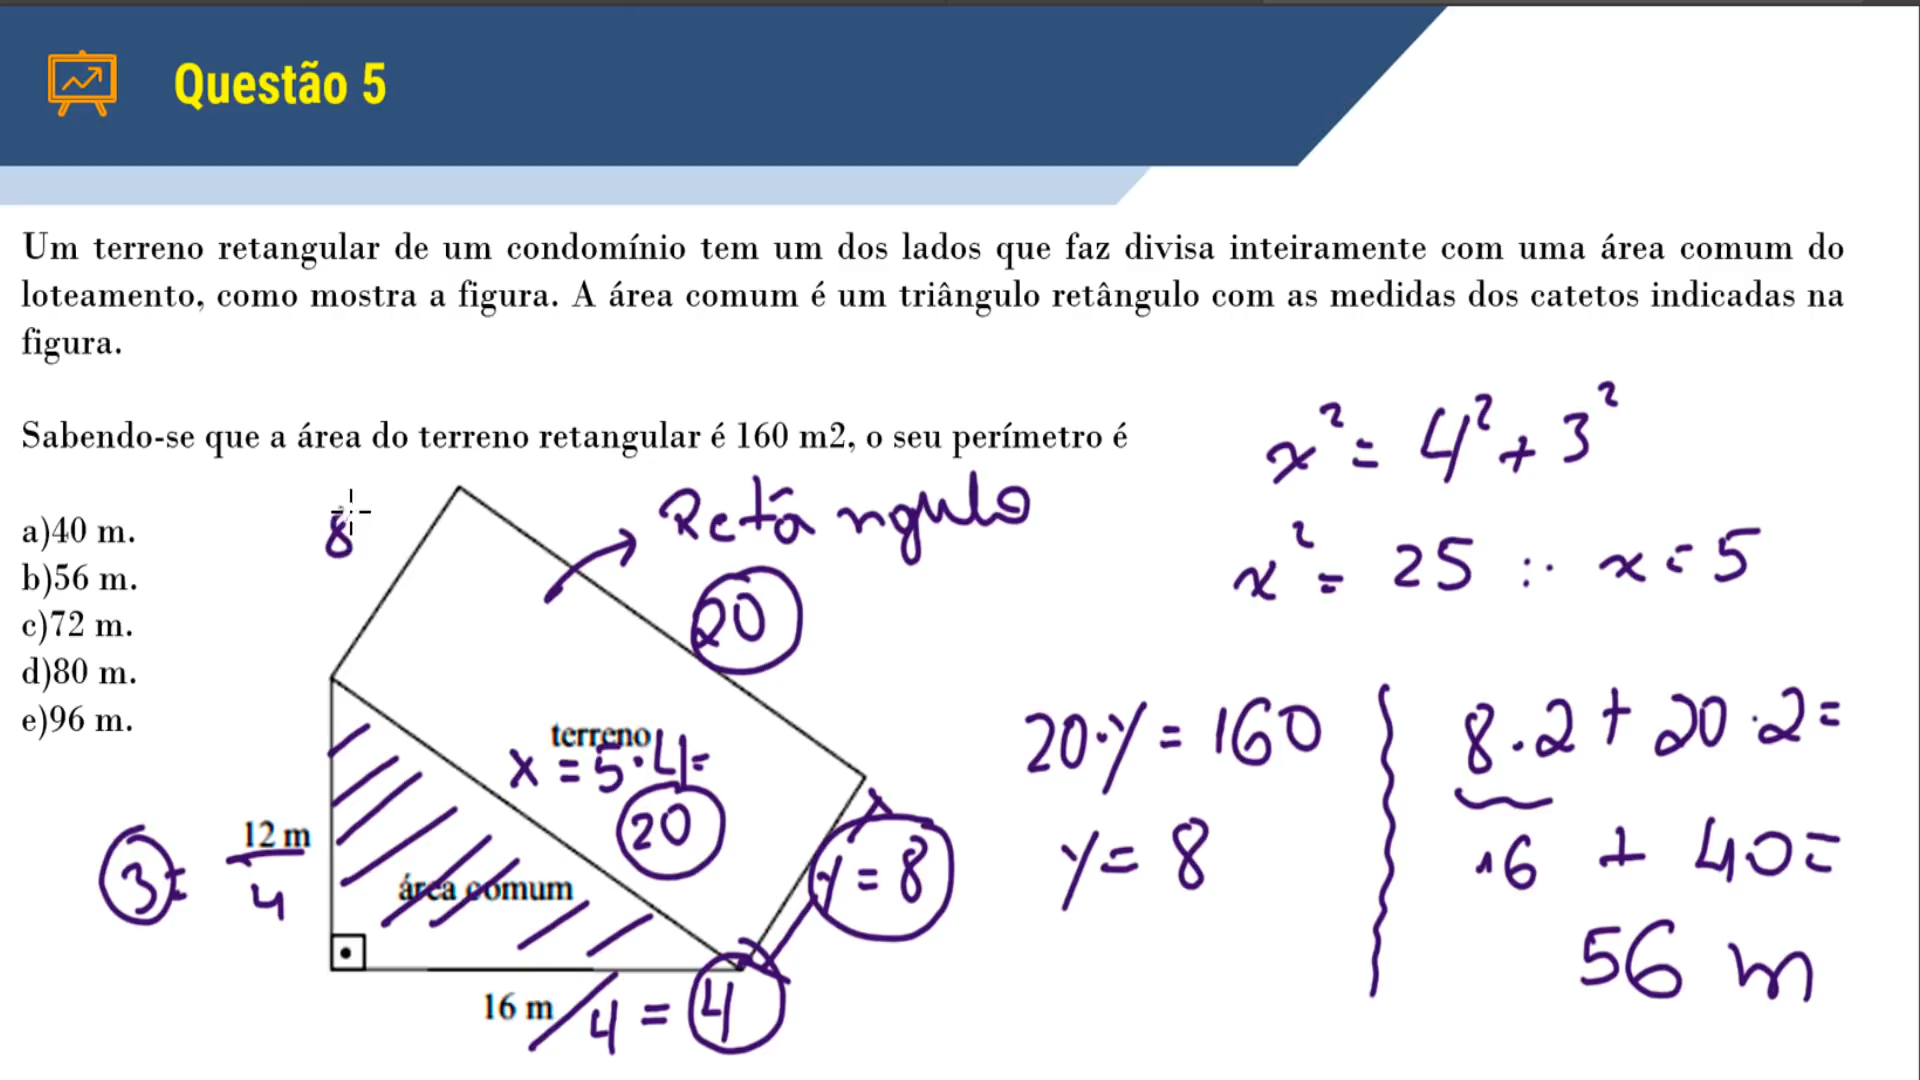 Questão 5
Um terreno retangular de um condomínio tem um dos lados que faz divisa inteiramente com uma área comum do
loteamento, como mostra a figura. A área comum é um triângulo retângulo com as medidas dos catetos indicadas na
figura.
Sabendo-se que a área do terreno retangular é 160 m2, o seu perímetro é
a)40 m.
b)56 m.
c)72 m.
d)80 m.
e)96 m.
8
Retângulo
20
terreno
x = 5·4=
20
3=
12 m
4
área comum
y = 8
16 m /4 = 4
x² = 4² + 3²
x² = 25 ∴ x = 5
20·y = 160
y = 8
8·2 + 20·2=
16 + 40=
56 m